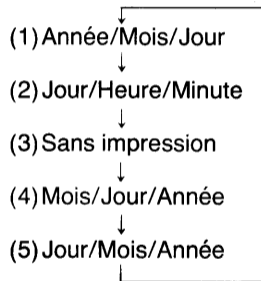 (1) Année/Mois/Jour
(2) Jour/Heure/Minute
(3) Sans impression
(4) Mois/Jour/Année
(5) Jour/Mois/Année